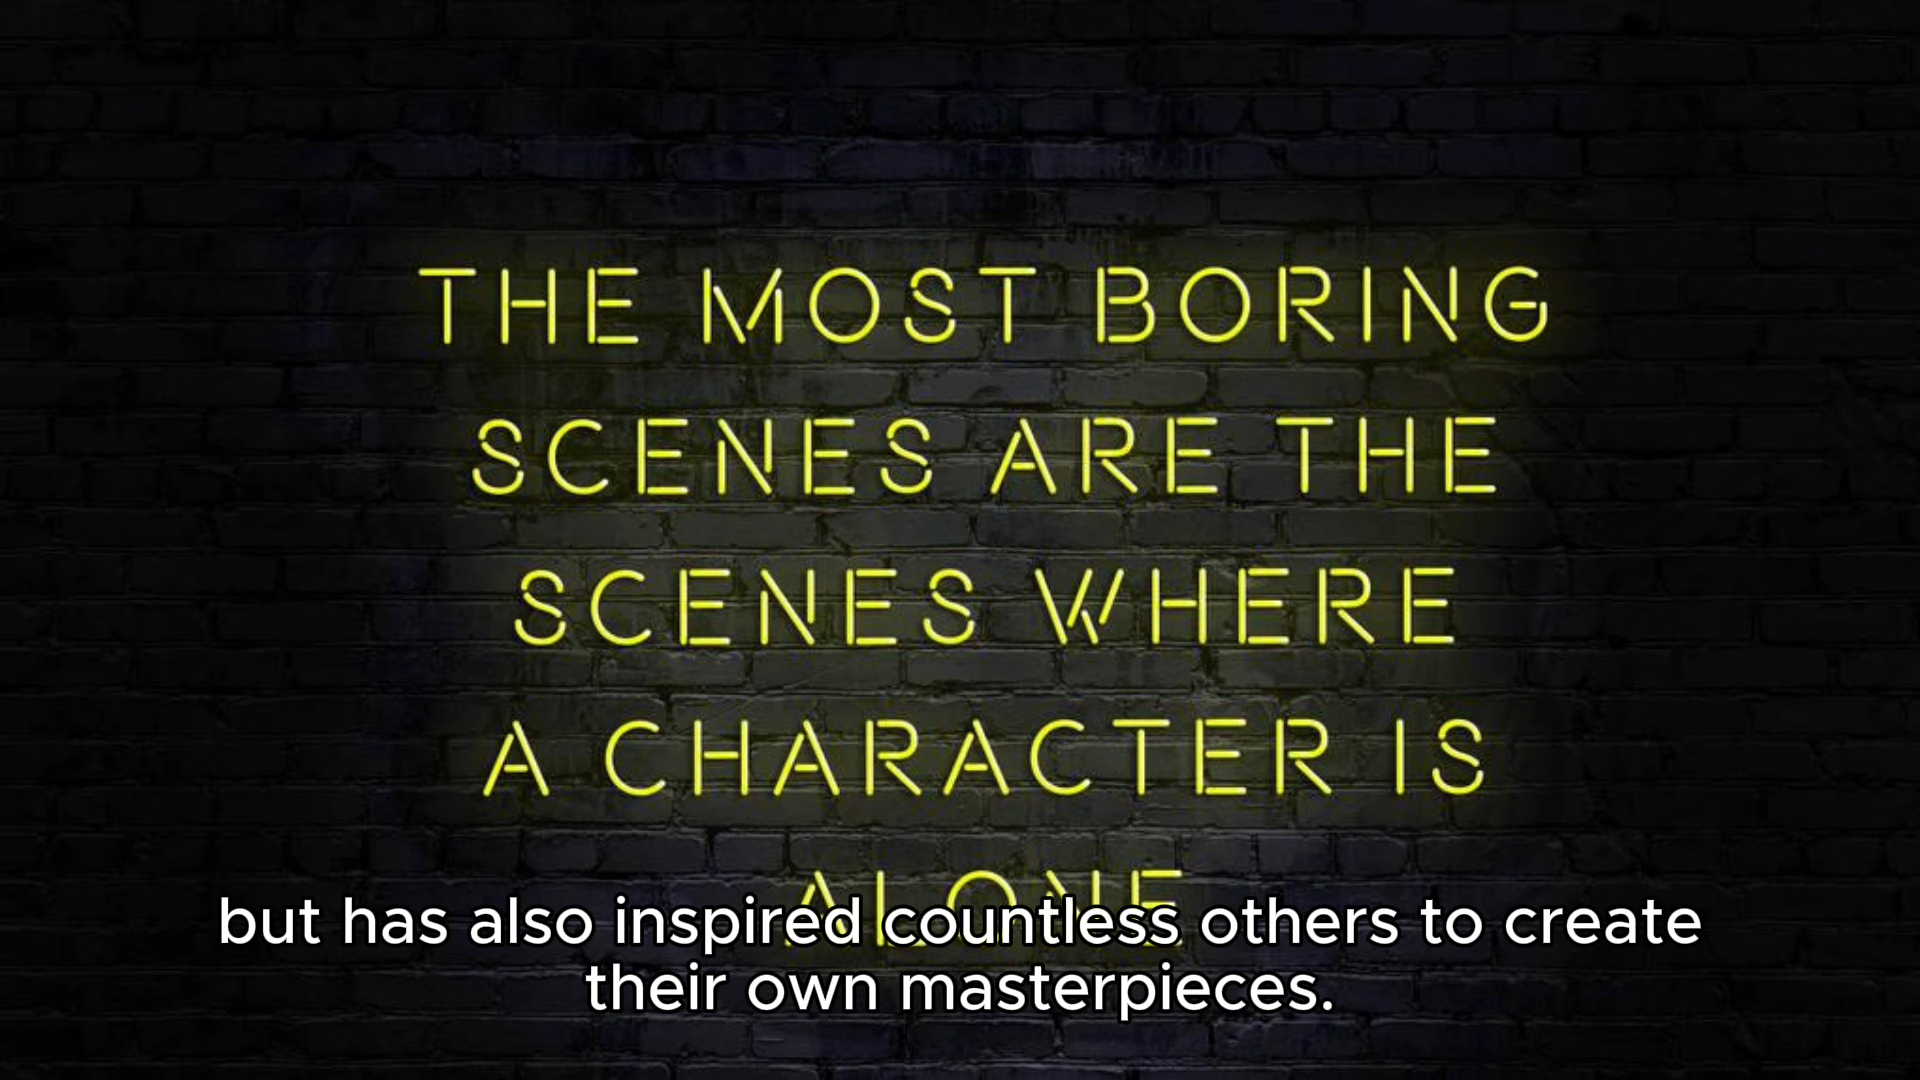 THE MOST BORING
SCENES ARE THE
SCENES WHERE
A CHARACTER IS
ALONE
but has also inspired countless others to create
their own masterpieces.